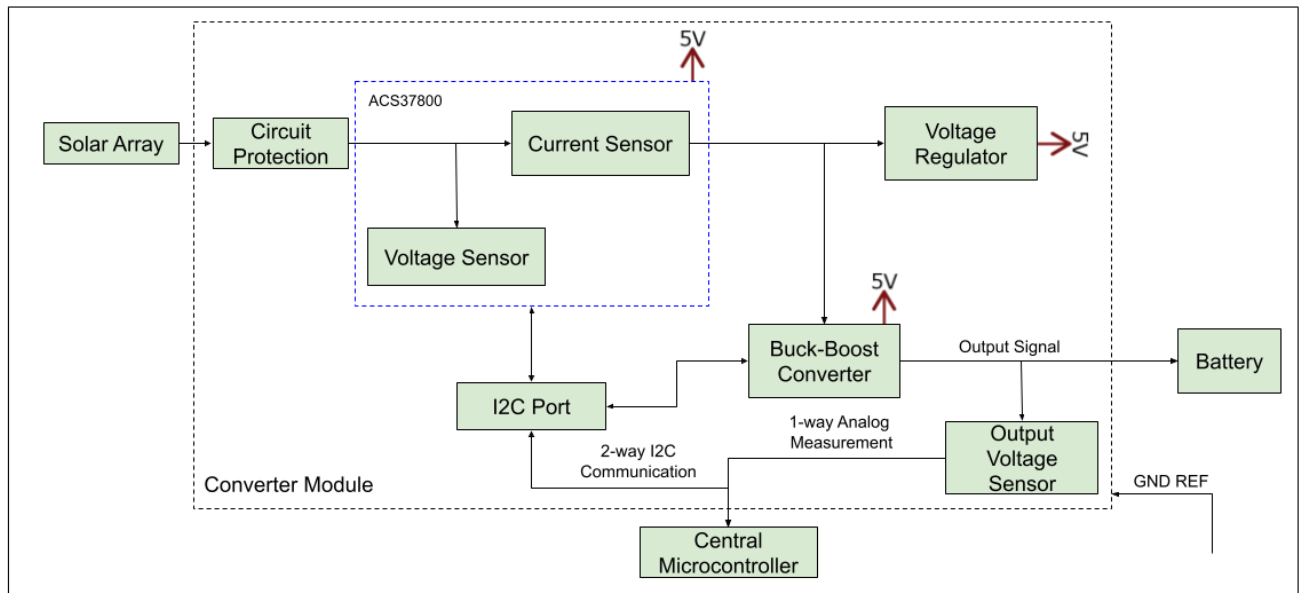 5V
ACS37800
Solar Array
Circuit
Protection
Current Sensor
Voltage
Regulator
5V
Voltage Sensor
5V
Buck-Boost
Converter
Output Signal
Battery
I2C Port
1-way Analog
Measurement
Output
Voltage
Sensor
2-way I2C
Communication
Converter Module
GND REF
Central
Microcontroller